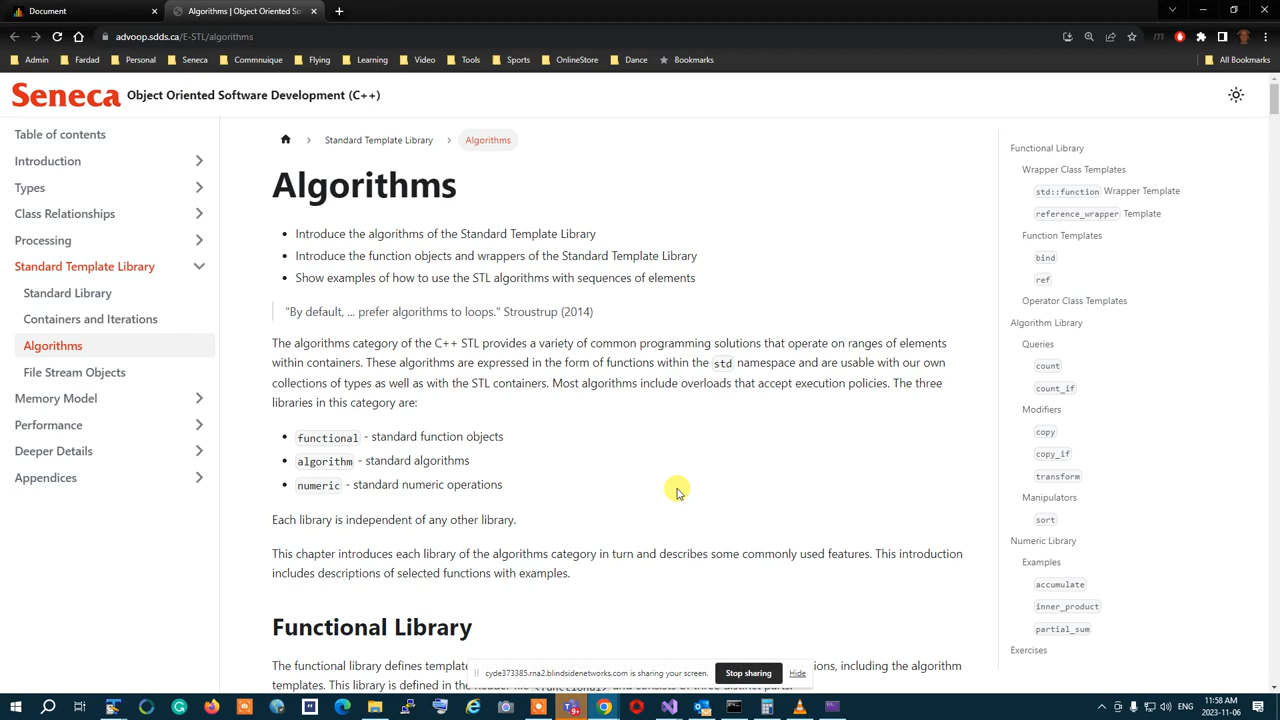 Document
Algorithms | Object Oriented So
advoop.sdds.ca/E-STL/algorithms
Admin
Fardad
Personal
Seneca
Commnuique
Flying
Learning
Video
Tools
Sports
OnlineStore
Dance
Bookmarks
All Bookmarks
Seneca
Object Oriented Software Development (C++)
Table of contents
Introduction
Types
Class Relationships
Processing
Standard Template Library
Standard Library
Containers and Iterations
Algorithms
File Stream Objects
Memory Model
Performance
Deeper Details
Appendices
Standard Template Library
Algorithms
Algorithms
• Introduce the algorithms of the Standard Template Library
• Introduce the function objects and wrappers of the Standard Template Library
• Show examples of how to use the STL algorithms with sequences of elements
"By default, ... prefer algorithms to loops." Stroustrup (2014)
The algorithms category of the C++ STL provides a variety of common programming solutions that operate on ranges of elements
within containers. These algorithms are expressed in the form of functions within the std namespace and are usable with our own
collections of types as well as with the STL containers. Most algorithms include overloads that accept execution policies. The three
libraries in this category are:
• functional - standard function objects
• algorithm - standard algorithms
• numeric - standard numeric operations
Each library is independent of any other library.
This chapter introduces each library of the algorithms category in turn and describes some commonly used features. This introduction
includes descriptions of selected functions with examples.
Functional Library
The functional library defines templat
ions, including the algorithm
templates. This library is defined in the header file <functional> and consists of three distinct parts:
cyde373385.rna2.blindsidenetworks.com is sharing your screen.
Stop sharing
Hide
Functional Library
Wrapper Class Templates
std::function Wrapper Template
reference_wrapper Template
Function Templates
bind
ref
Operator Class Templates
Algorithm Library
Queries
count
count_if
Modifiers
copy
copy_if
transform
Manipulators
sort
Numeric Library
Examples
accumulate
inner_product
partial_sum
Exercises
ENG
11:58 AM
2023-11-06